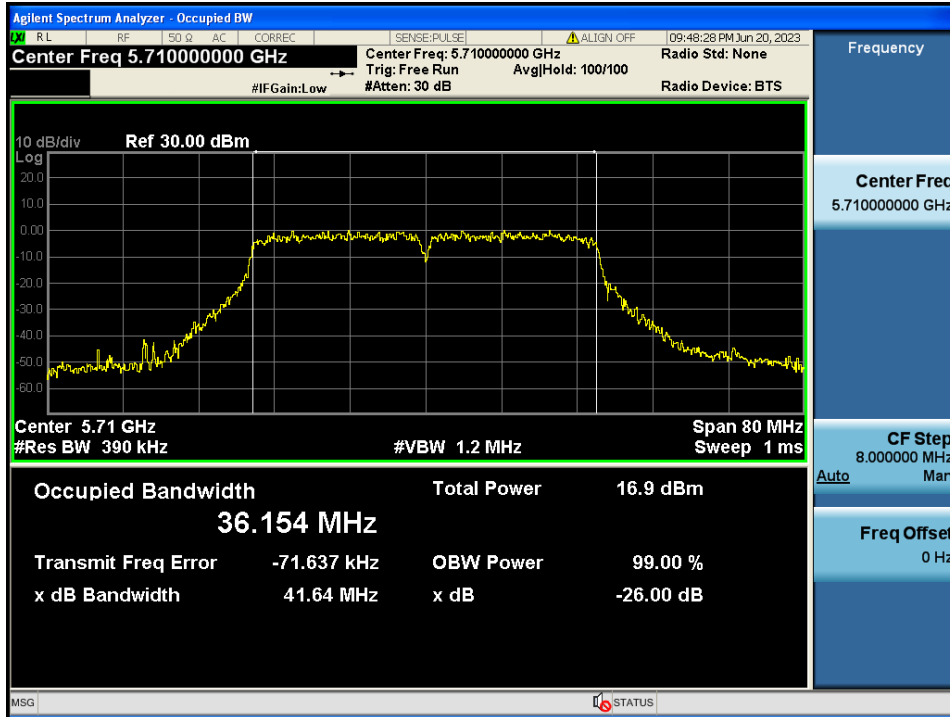 Agilent Spectrum Analyzer - Occupied BW
LXI RL RF 50 Ω AC CORREC SENSE:PULSE ALIGN OFF 09:48:28 PM Jun 20, 2023
Center Freq 5.710000000 GHz
Center Freq: 5.710000000 GHz
Radio Std: None
Trig: Free Run Avg|Hold: 100/100
#IFGain:Low
#Atten: 30 dB
Radio Device: BTS
10 dB/div Ref 30.00 dBm
Log
20.0
10.0
0.00
-10.0
-20.0
-30.0
-40.0
-50.0
-60.0
Center 5.71 GHz Span 80 MHz
#Res BW 390 kHz #VBW 1.2 MHz Sweep 1 ms
Occupied Bandwidth Total Power 16.9 dBm
36.154 MHz
Transmit Freq Error -71.637 kHz OBW Power 99.00 %
x dB Bandwidth 41.64 MHz x dB -26.00 dB
Frequency
Center Freq
5.710000000 GHz
CF Step
8.000000 MHz
Auto Man
Freq Offset
0 Hz
MSG STATUS